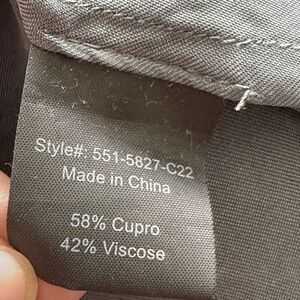 Style#: 551-5827-C22
Made in China
58% Cupro
42% Viscose